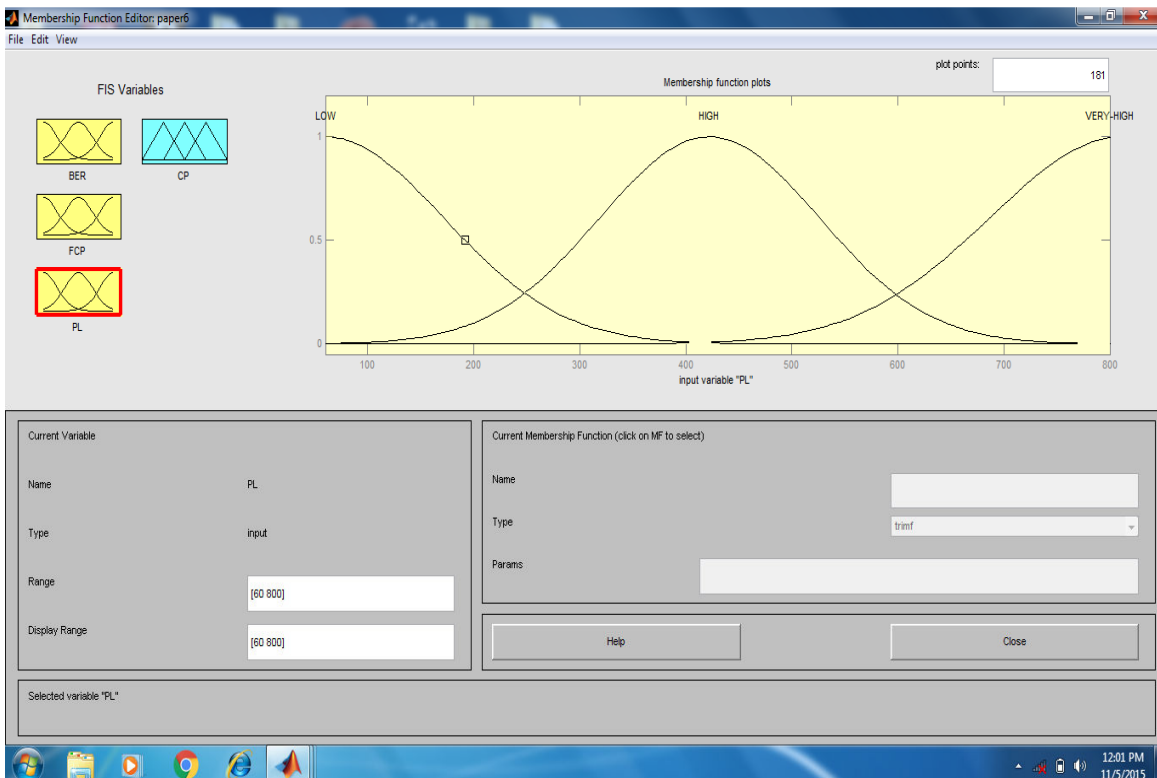 Membership Function Editor: paper6
File Edit View
FIS Variables
BER
CP
FCP
PL
plot points:
181
Membership function plots
LOW
HIGH
VERY-HIGH
1
0.5
0
100 200 300 400 500 600 700 800
input variable "PL"
Current Variable
Name PL
Type input
Range [60 800]
Display Range [60 800]
Current Membership Function (click on MF to select)
Name
Type trimf
Params
Help
Close
Selected variable "PL"
12:01 PM
11/5/2015